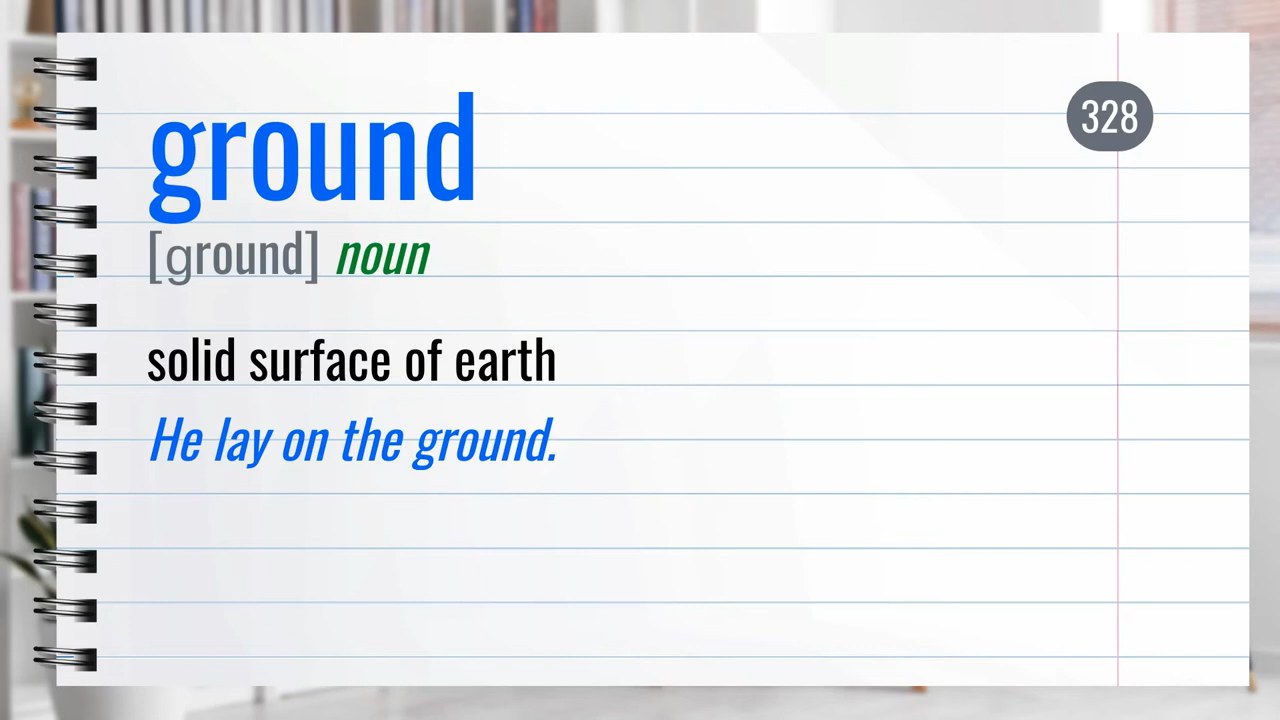 ground
328
[ground] noun
solid surface of earth
He lay on the ground.